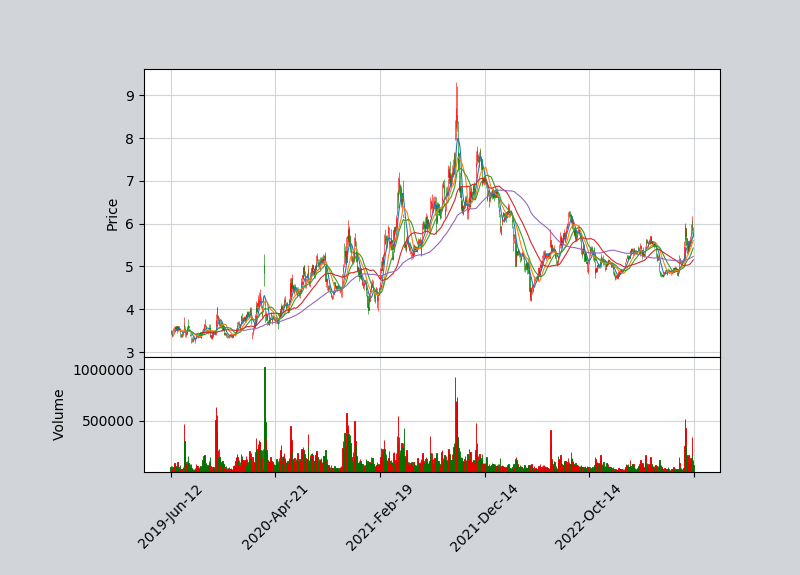 9
8
7
6
5
4
3
Price
1000000
500000
Volume
2019-Jun-12
2020-Apr-21
2021-Feb-19
2021-Dec-14
2022-Oct-14